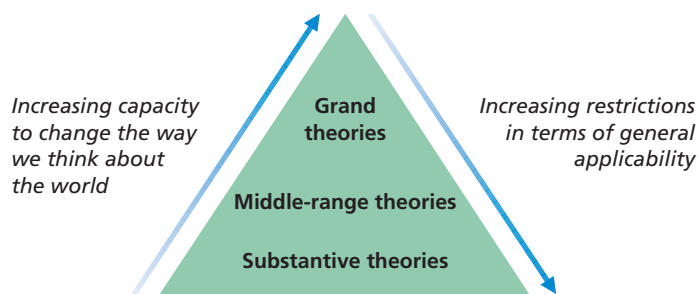 Increasing capacity
to change the way
we think about
the world
Grand
theories
Middle-range theories
Substantive theories
Increasing restrictions
in terms of general
applicability